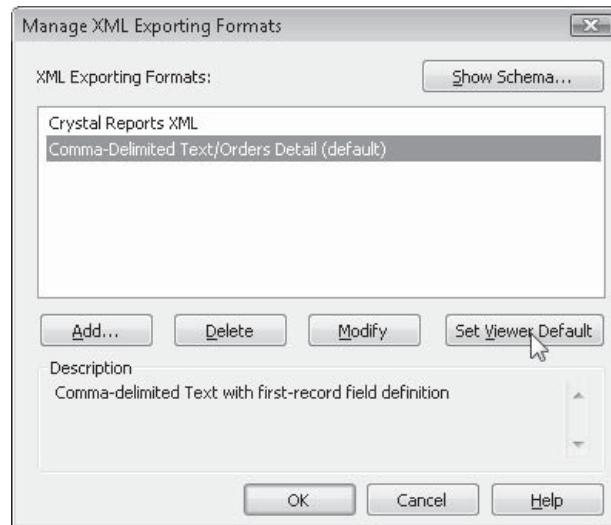 Manage XML Exporting Formats
XML Exporting Formats:
Show Schema...
Crystal Reports XML
Comma-Delimited Text/Orders Detail (default)
Add...
Delete
Modify
Set Viewer Default
Description
Comma-delimited Text with first-record field definition
OK
Cancel
Help